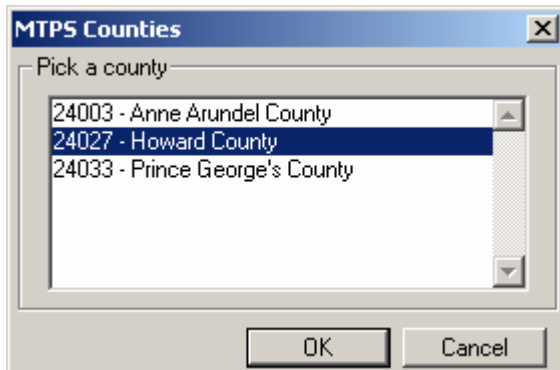 MTPS Counties
Pick a county
24003 - Anne Arundel County
24027 - Howard County
24033 - Prince George's County
OK
Cancel